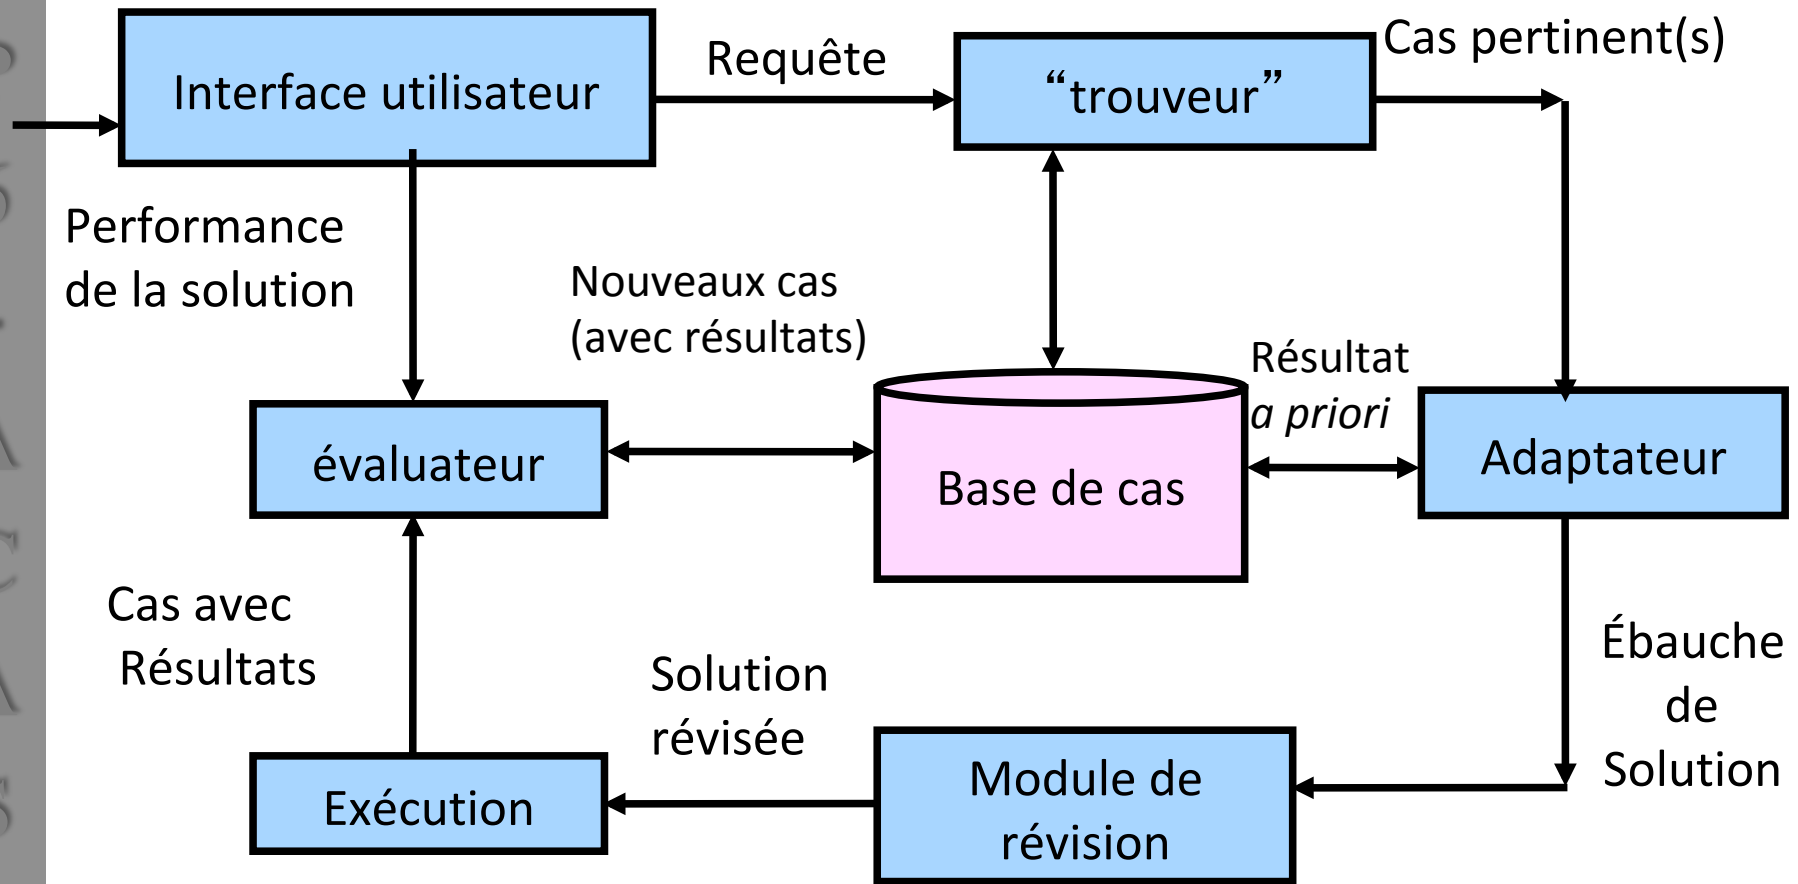 Interface utilisateur
Requête
“trouveur”
Cas pertinent(s)
Performance
de la solution
Nouveaux cas
(avec résultats)
Résultat
a priori
évaluateur
Base de cas
Adaptateur
Cas avec
Résultats
Solution
révisée
Ébauche
de
Solution
Exécution
Module de
révision